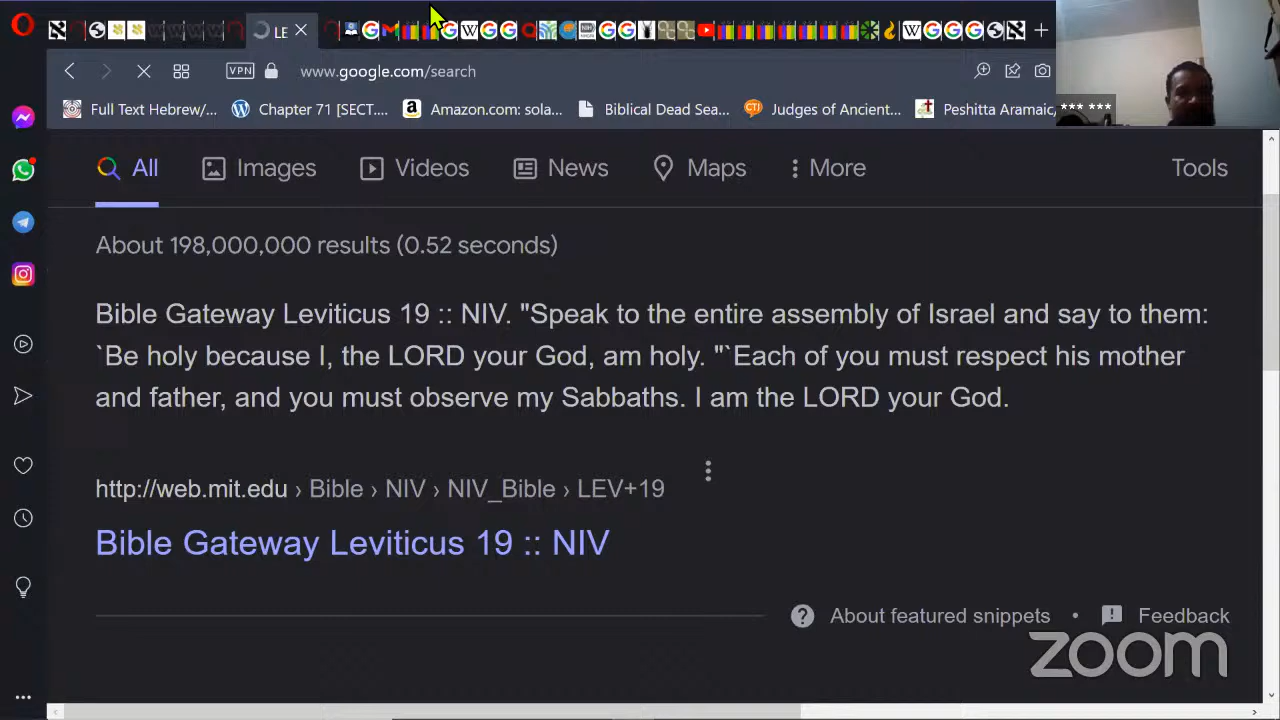 LE
VPN
www.google.com/search
Full Text Hebrew/... Chapter 71 [SECT... Amazon.com: sola... Biblical Dead Sea... CTI Judges of Ancient... Peshitta Aramaic,
*** ***
All Images Videos News Maps More Tools
About 198,000,000 results (0.52 seconds)
Bible Gateway Leviticus 19 :: NIV. "Speak to the entire assembly of Israel and say to them:
`Be holy because I, the LORD your God, am holy. "`Each of you must respect his mother
and father, and you must observe my Sabbaths. I am the LORD your God.
http://web.mit.edu › Bible › NIV › NIV_Bible › LEV+19
Bible Gateway Leviticus 19 :: NIV
About featured snippets • Feedback
zoom